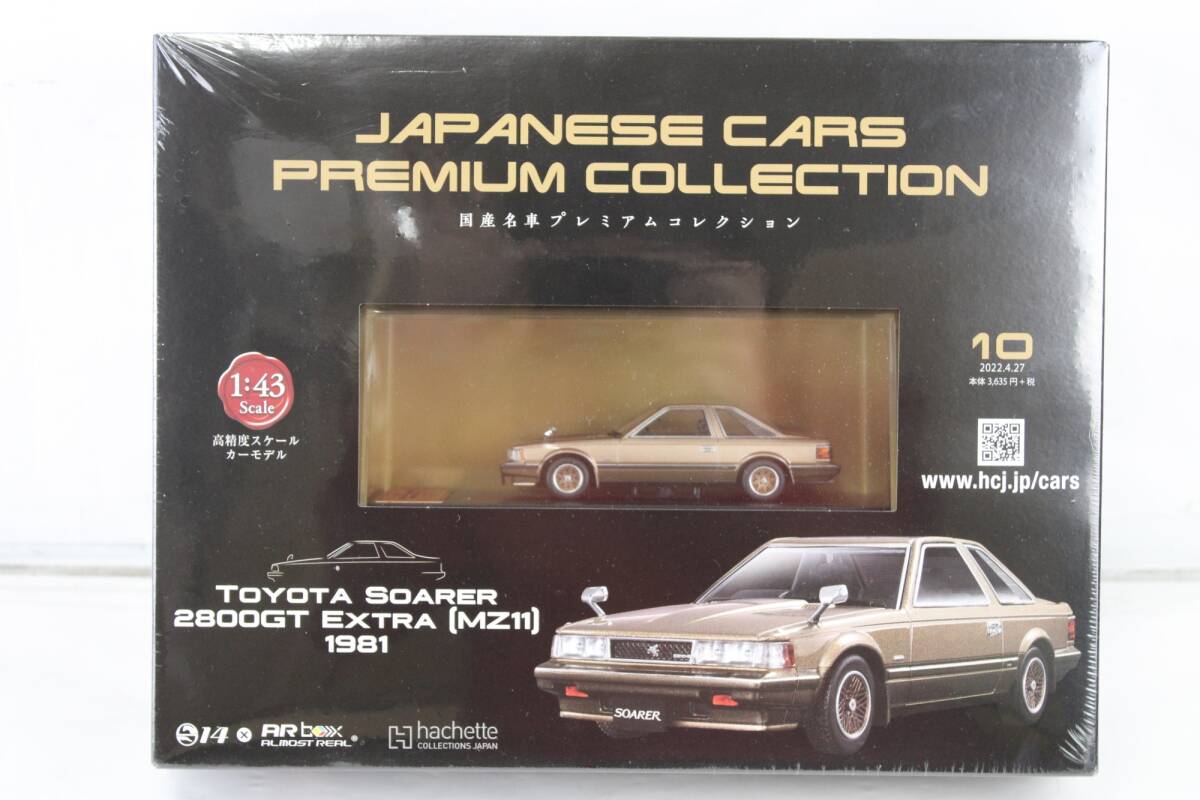 JAPANESE CARS
PREMIUM COLLECTION
国産名車プレミアムコレクション
1:43
Scale
高精度スケール
カーモデル
10
2022.4.27
本体 3,635 円+税
www.hcj.jp/cars
TOYOTA SOARER
2800GT EXTRA (MZ11)
1981
SOARER
14 × ARbox
ALMOST REAL®
H hachette
COLLECTIONS JAPAN